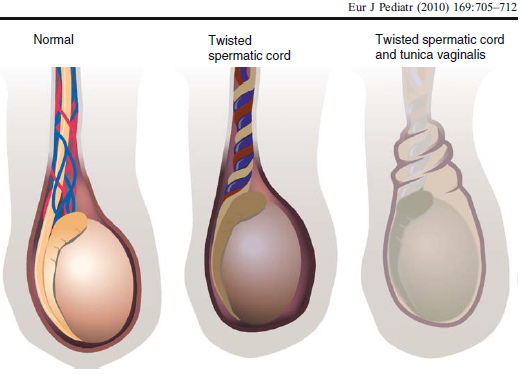 Eur J Pediatr (2010) 169:705–712
Normal
Twisted
spermatic cord
Twisted spermatic cord
and tunica vaginalis